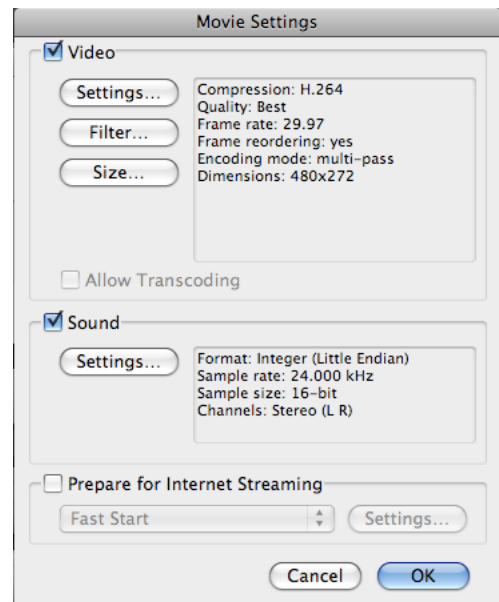 Movie Settings
Video
Settings...
Filter...
Size...
Compression: H.264
Quality: Best
Frame rate: 29.97
Frame reordering: yes
Encoding mode: multi-pass
Dimensions: 480x272
Allow Transcoding
Sound
Settings...
Format: Integer (Little Endian)
Sample rate: 24.000 kHz
Sample size: 16-bit
Channels: Stereo (L R)
Prepare for Internet Streaming
Fast Start
Settings...
Cancel
OK